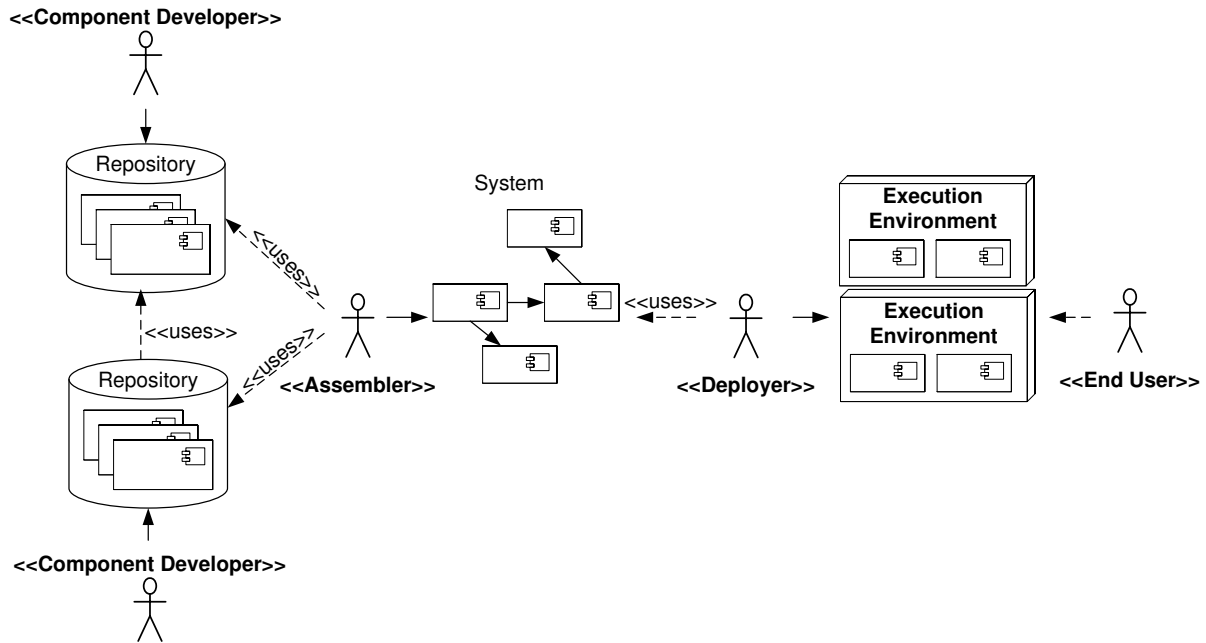 <<Component Developer>>
Repository
System
Execution
Environment
<<uses>>
<<uses>>
<<uses>>
<<uses>>
Execution
Environment
Repository
<<Assembler>>
<<Deployer>>
<<End User>>
<<Component Developer>>